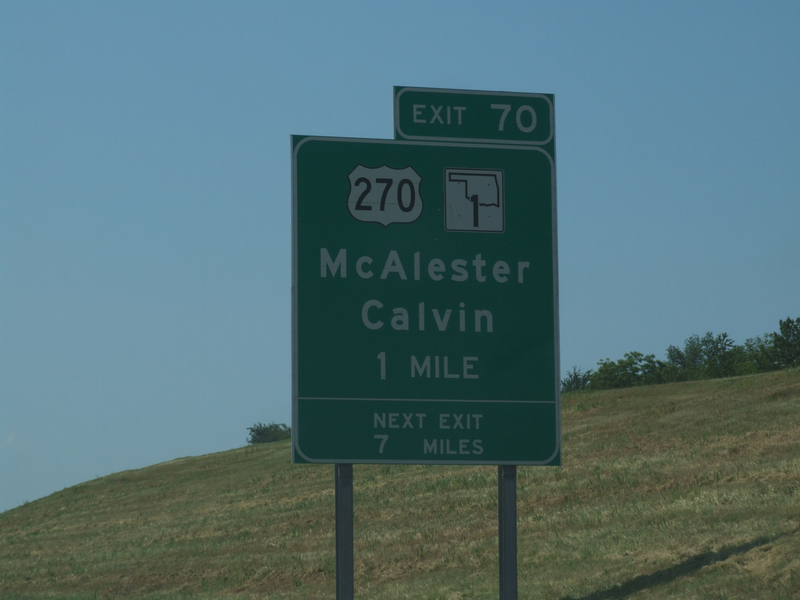 EXIT 70
270 1
McAlester
Calvin
1 MILE
NEXT EXIT
7 MILES